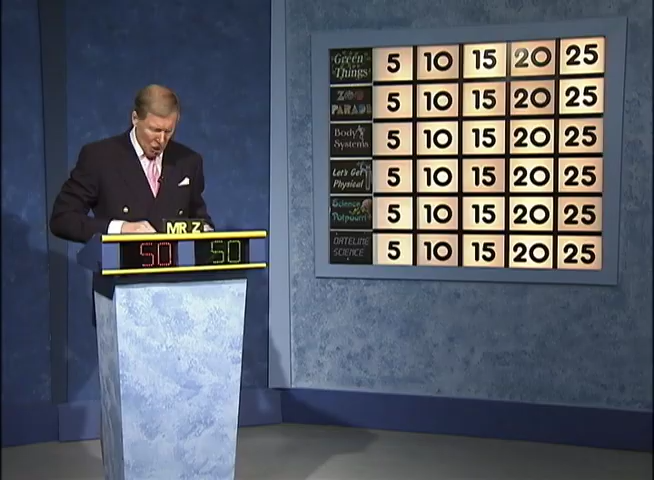 Green Things 5 10 15 20 25
ZOO PARADE 5 10 15 20 25
Body Systems 5 10 15 20 25
Let's Get Physical 5 10 15 20 25
Science Potpourri 5 10 15 20 25
DATELINE SCIENCE 5 10 15 20 25
MR. Z
50 50